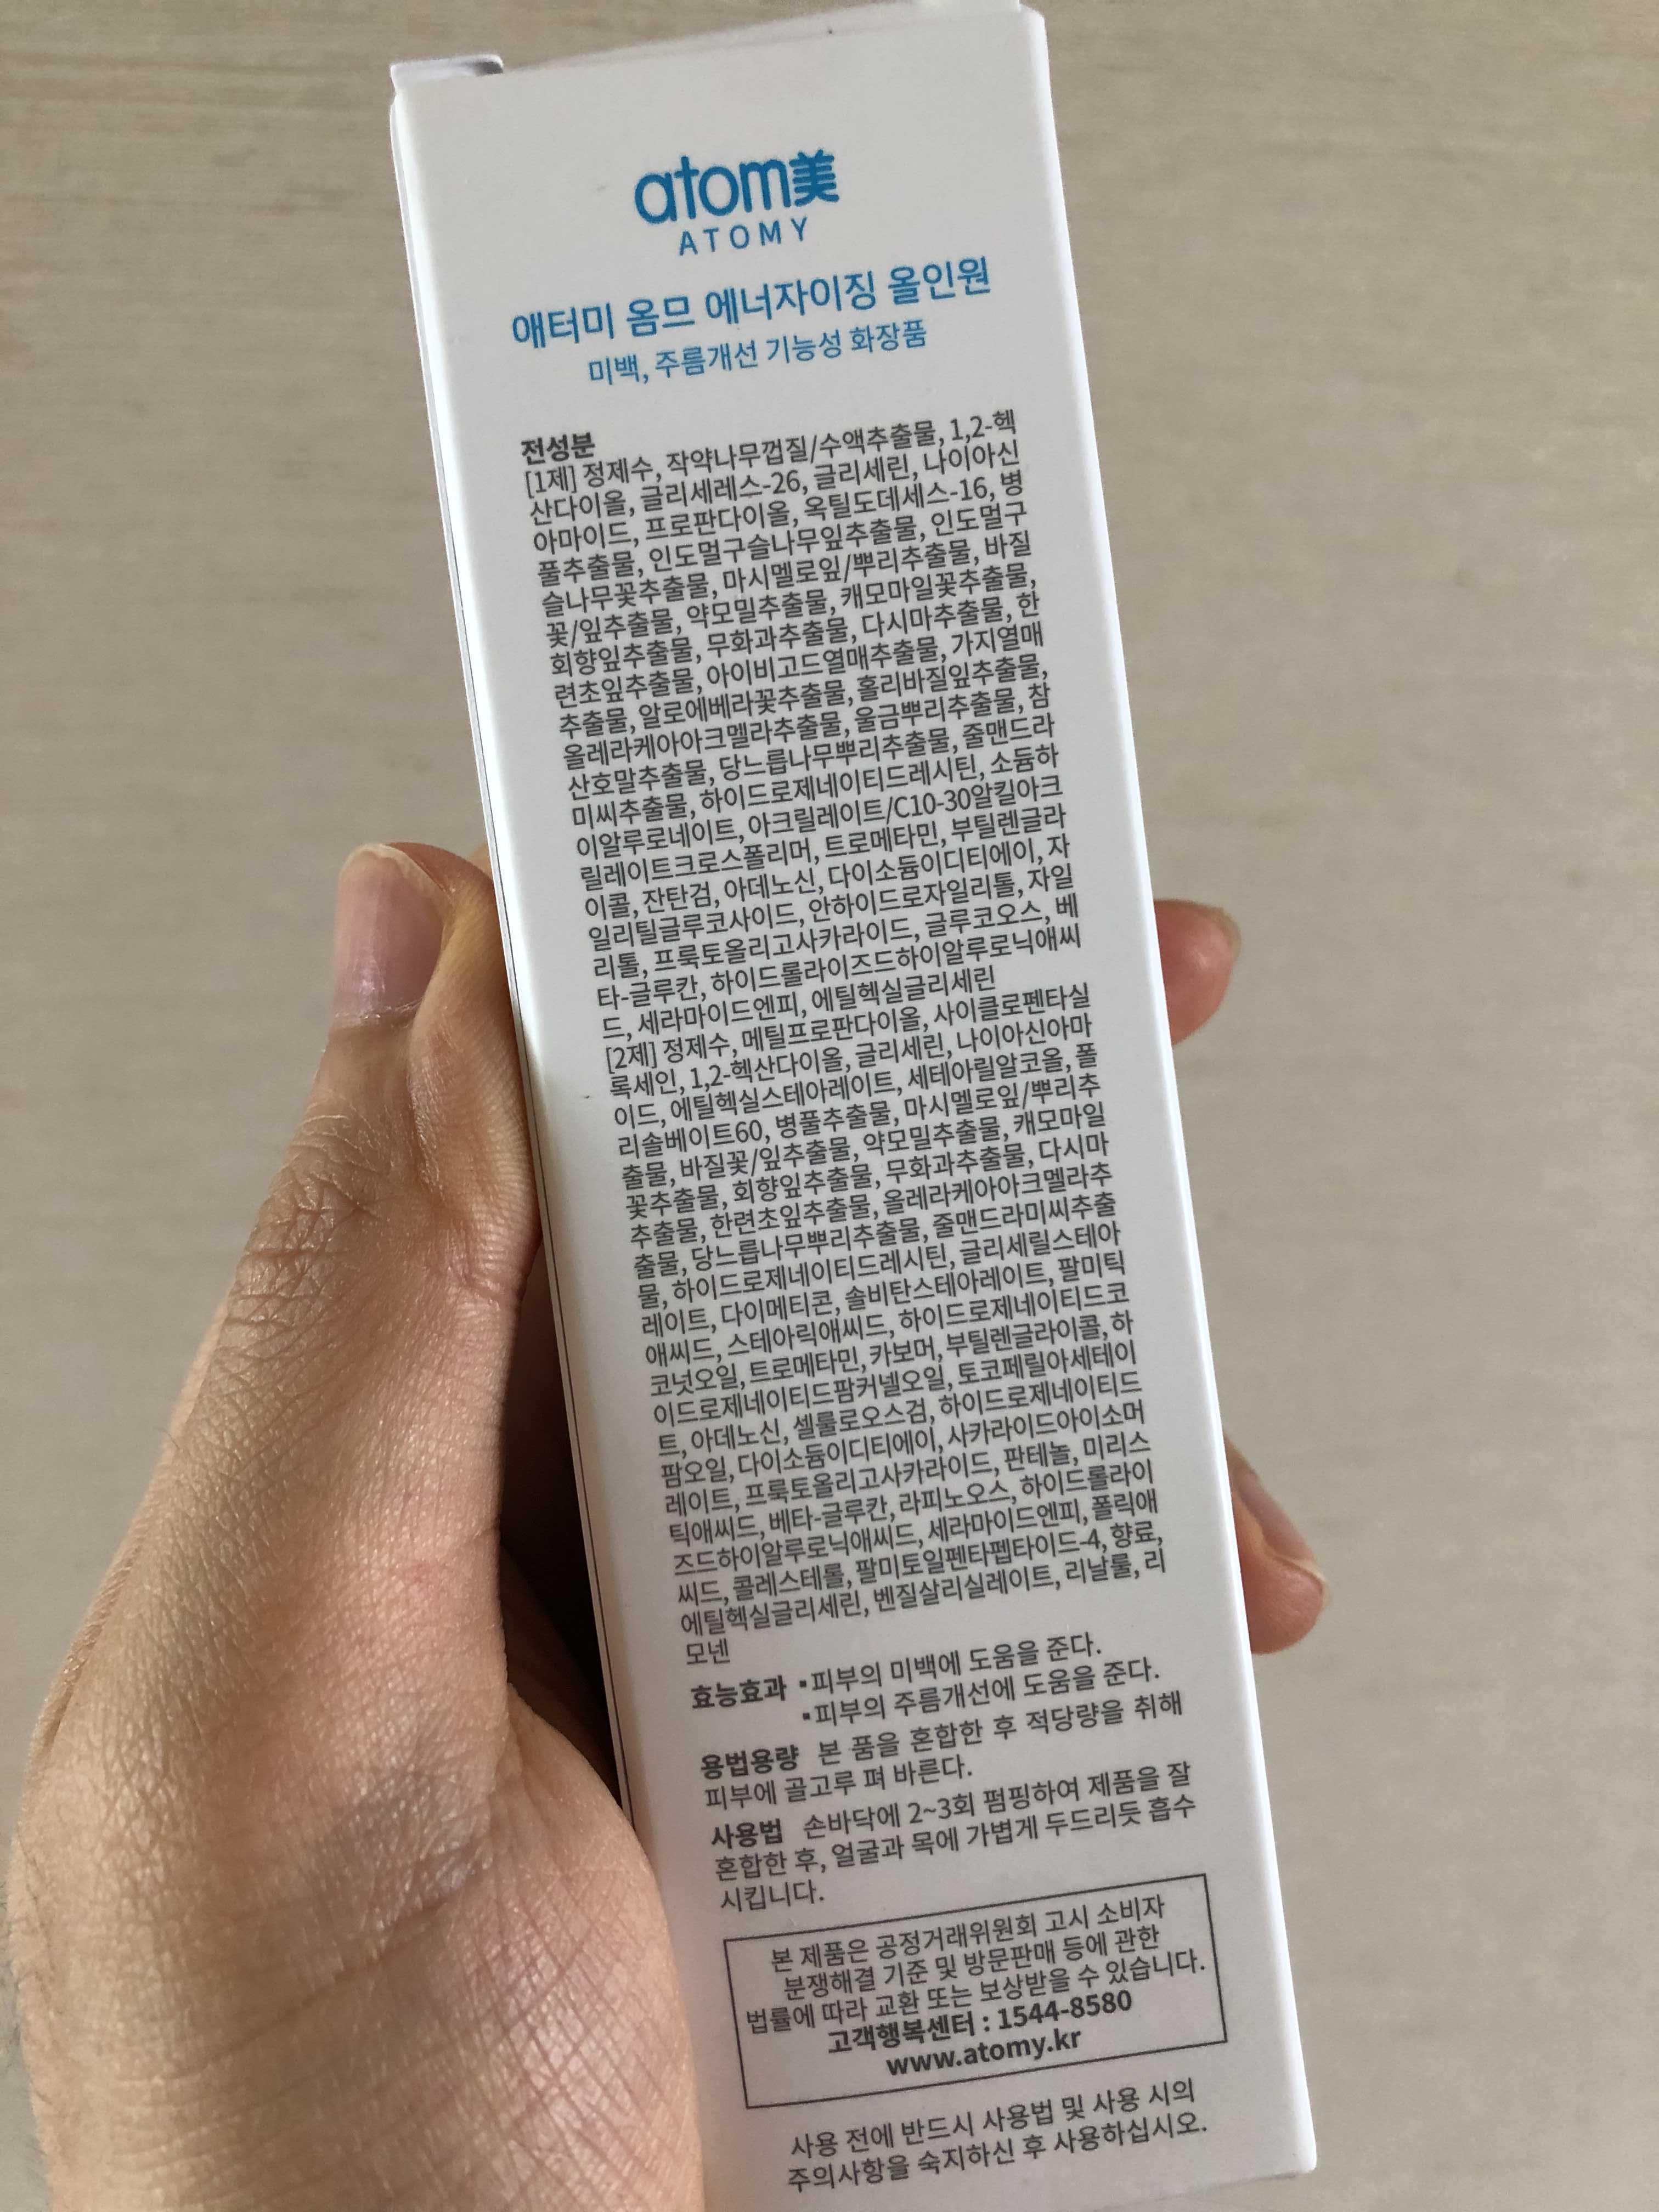 atom美
ATOMY
애터미 옴므 에너자이징 올인원
미백, 주름개선 기능성 화장품
전성분
[1제] 정제수, 작약나무껍질/수액추출물, 1,2-헥
산다이올, 글리세레스-26, 글리세린, 나이아신
아마이드, 프로판다이올, 옥틸도데세스-16, 병
풀추출물, 인도멀구슬나무잎추출물, 인도멀구
슬나무꽃추출물, 마시멜로잎/뿌리추출물, 바질
꽃/잎추출물, 약모밀추출물, 캐모마일꽃추출물,
회향잎추출물, 무화과추출물, 다시마추출물, 한
련초잎추출물, 아이비고드열매추출물, 가지열매
추출물, 알로에베라꽃추출물, 홀리바질잎추출물,
올레라케아아크멜라추출물, 울금뿌리추출물, 참
산호말추출물, 당느릅나무뿌리추출물, 줄맨드라
미씨추출물, 하이드로제네이티드레시틴, 소듐하
이알루로네이트, 아크릴레이트/C10-30알킬아크
릴레이트크로스폴리머, 트로메타민, 부틸렌글라
이콜, 잔탄검, 아데노신, 다이소듐이디티에이, 자
일리틸글루코사이드, 안하이드로자일리톨, 자일
리톨, 프룩토올리고사카라이드, 글루코오스, 베
타-글루칸, 하이드롤라이즈드하이알루로닉애씨
드, 세라마이드엔피, 에틸헥실글리세린
[2제] 정제수, 메틸프로판다이올, 사이클로펜타실
록세인, 1,2-헥산다이올, 글리세린, 나이아신아마
이드, 에틸헥실스테아레이트, 세테아릴알코올, 폴
리솔베이트60, 병풀추출물, 마시멜로잎/뿌리추
출물, 바질꽃/잎추출물, 약모밀추출물, 캐모마일
꽃추출물, 회향잎추출물, 무화과추출물, 다시마
추출물, 한련초잎추출물, 올레라케아아크멜라추
출물, 당느릅나무뿌리추출물, 줄맨드라미씨추출
물, 하이드로제네이티드레시틴, 글리세릴스테아
레이트, 다이메티콘, 솔비탄스테아레이트, 팔미틱
애씨드, 스테아릭애씨드, 하이드로제네이티드코
코넛오일, 트로메타민, 카보머, 부틸렌글라이콜, 하
이드로제네이티드팜커넬오일, 토코페릴아세테이
트, 아데노신, 셀룰로오스검, 하이드로제네이티드
팜오일, 다이소듐이디티에이, 사카라이드아이소머
레이트, 프룩토올리고사카라이드, 판테놀, 미리스
틱애씨드, 베타-글루칸, 라피노오스, 하이드롤라이
즈드하이알루로닉애씨드, 세라마이드엔피, 폴릭애
씨드, 콜레스테롤, 팔미토일펜타펩타이드-4, 향료,
에틸헥실글리세린, 벤질살리실레이트, 리날룰, 리
모넨
효능효과 ▪피부의 미백에 도움을 준다.
▪피부의 주름개선에 도움을 준다.
용법용량 본 품을 혼합한 후 적당량을 취해
피부에 골고루 펴 바른다.
사용법 손바닥에 2~3회 펌핑하여 제품을 잘
혼합한 후, 얼굴과 목에 가볍게 두드리듯 흡수
시킵니다.
본 제품은 공정거래위원회 고시 소비자
분쟁해결 기준 및 방문판매 등에 관한
법률에 따라 교환 또는 보상받을 수 있습니다.
고객행복센터 : 1544-8580
www.atomy.kr
사용 전에 반드시 사용법 및 사용 시의
주의사항을 숙지하신 후 사용하십시오.